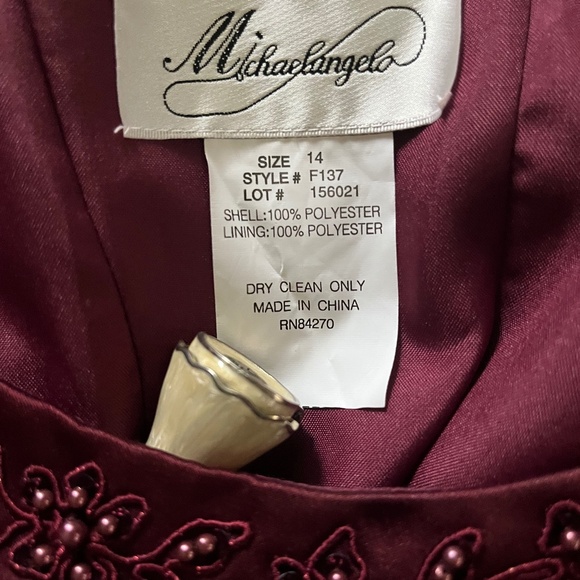 Michaelangelo
SIZE 14
STYLE # F137
LOT # 156021
SHELL:100% POLYESTER
LINING:100% POLYESTER
DRY CLEAN ONLY
MADE IN CHINA
RN84270